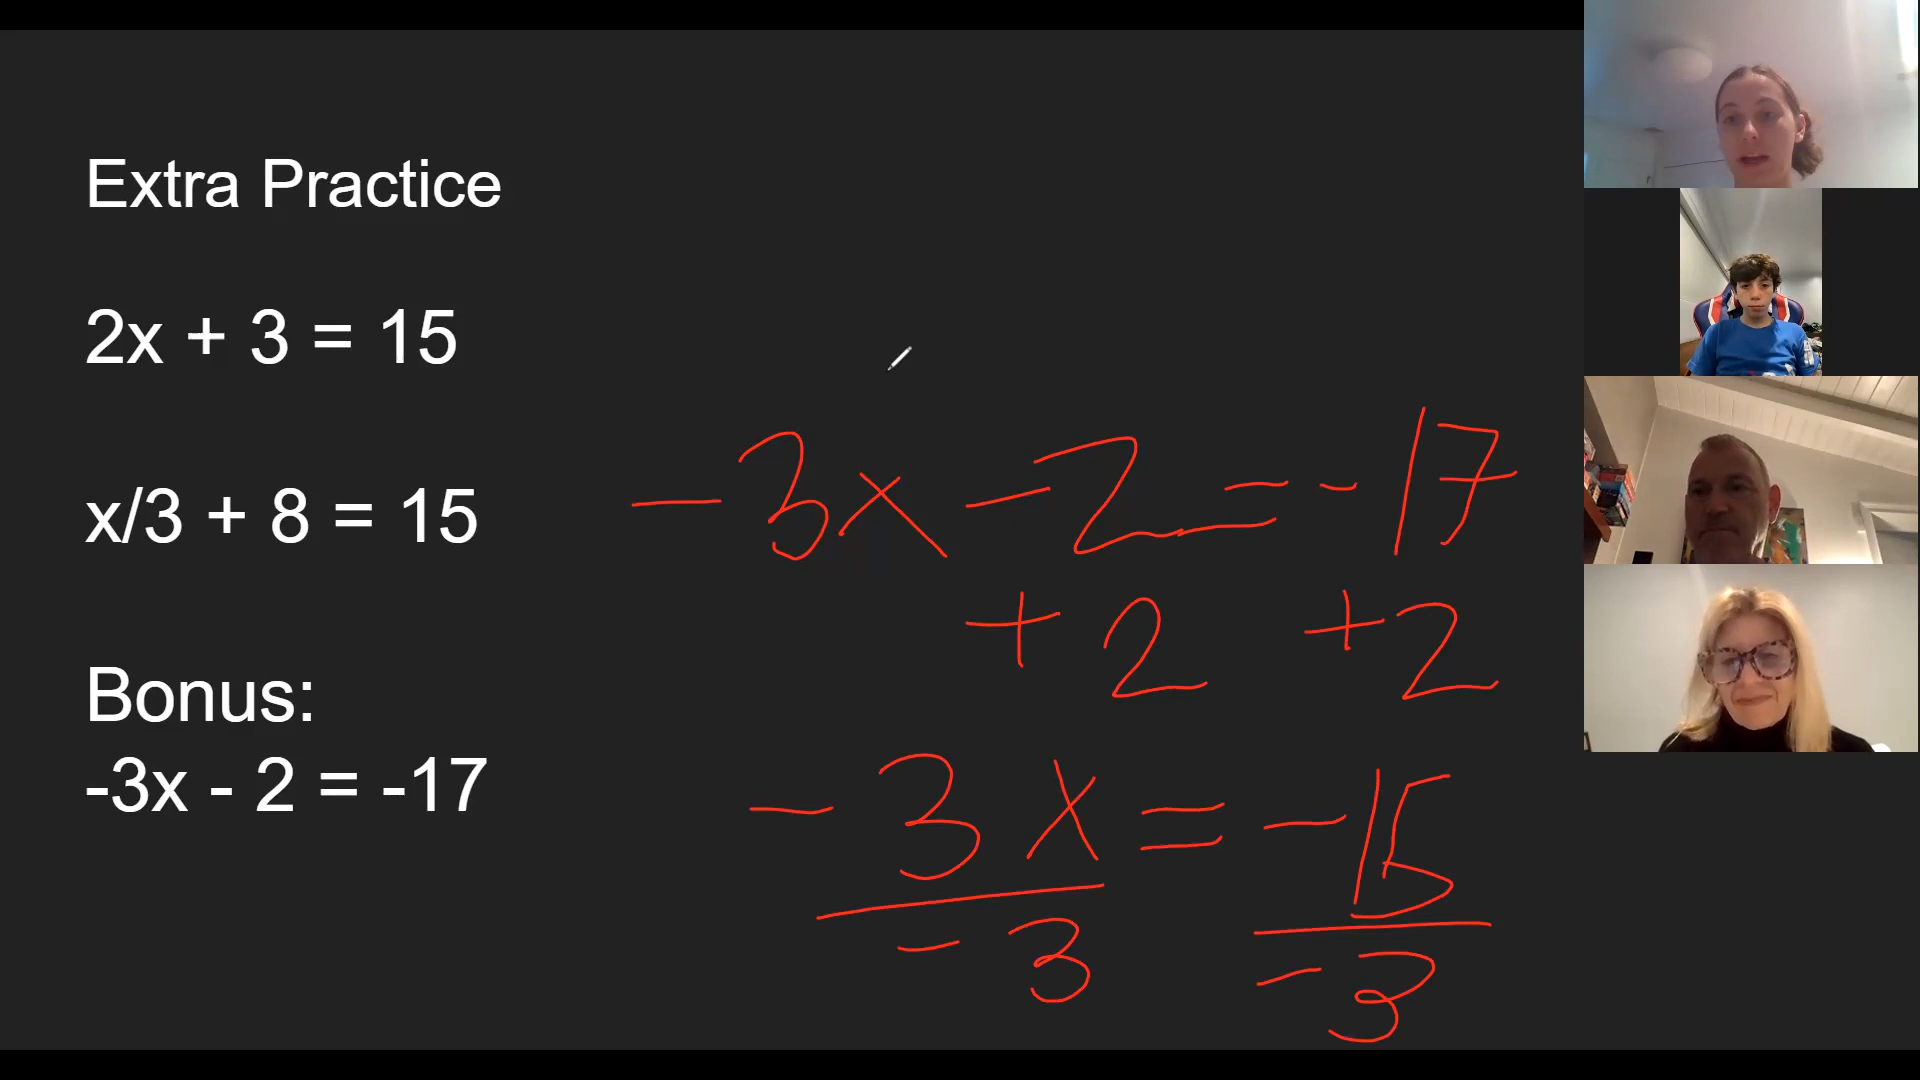 Extra Practice
2x + 3 = 15
x/3 + 8 = 15
Bonus:
-3x - 2 = -17
-3x-2=-17
+2 +2
-3x=-15
-3 -3